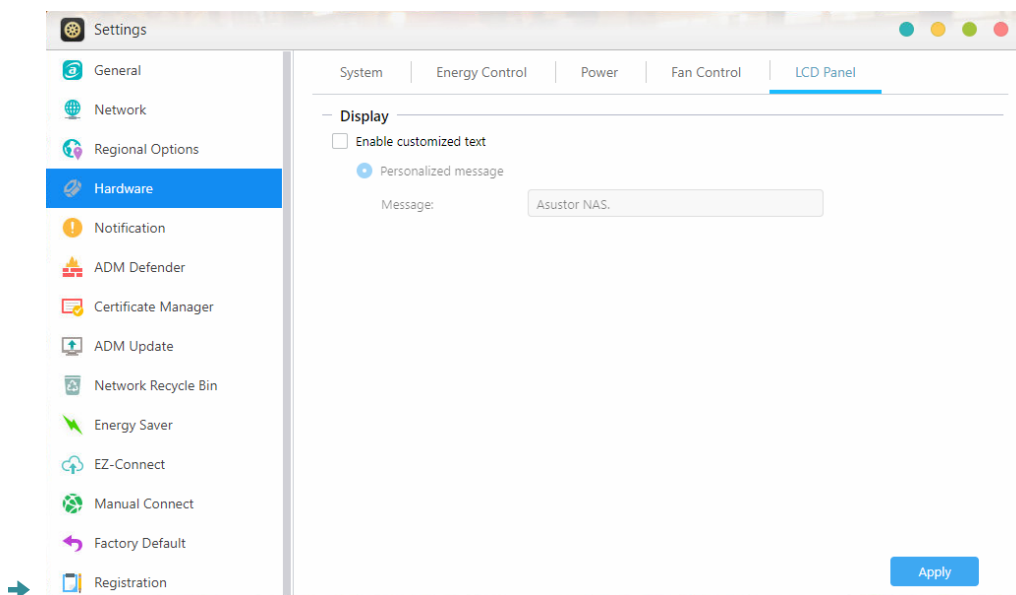 Settings
General
Network
Regional Options
Hardware
Notification
ADM Defender
Certificate Manager
ADM Update
Network Recycle Bin
Energy Saver
EZ-Connect
Manual Connect
Factory Default
Registration
System Energy Control Power Fan Control LCD Panel
Display
Enable customized text
Personalized message
Message: Asustor NAS.
Apply